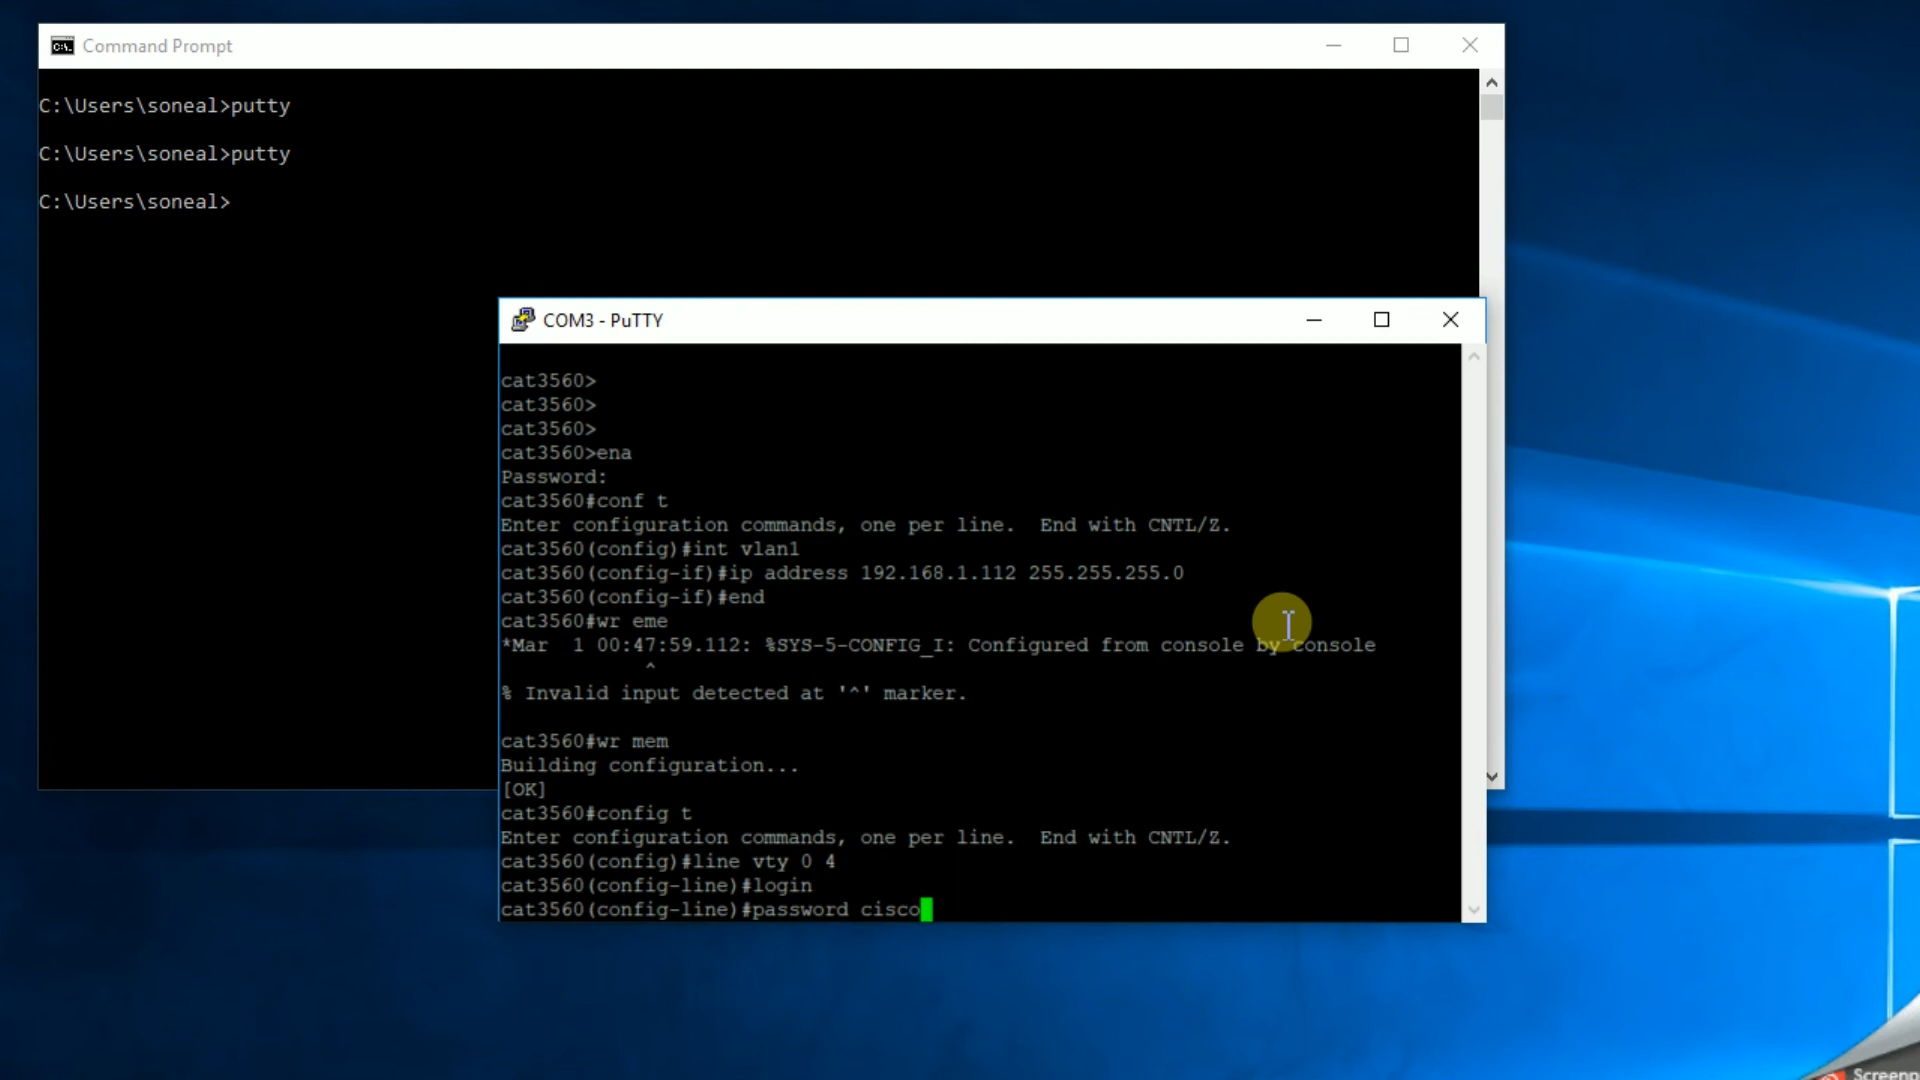 Command Prompt
C:\Users\soneal>putty
C:\Users\soneal>putty
C:\Users\soneal>
COM3 - PuTTY
cat3560>
cat3560>
cat3560>
cat3560>ena
Password:
cat3560#conf t
Enter configuration commands, one per line.  End with CNTL/Z.
cat3560(config)#int vlan1
cat3560(config-if)#ip address 192.168.1.112 255.255.255.0
cat3560(config-if)#end
cat3560#wr eme
*Mar  1 00:47:59.112: %SYS-5-CONFIG_I: Configured from console by console
^
% Invalid input detected at '^' marker.
cat3560#wr mem
Building configuration...
[OK]
cat3560#config t
Enter configuration commands, one per line.  End with CNTL/Z.
cat3560(config)#line vty 0 4
cat3560(config-line)#login
cat3560(config-line)#password cisco